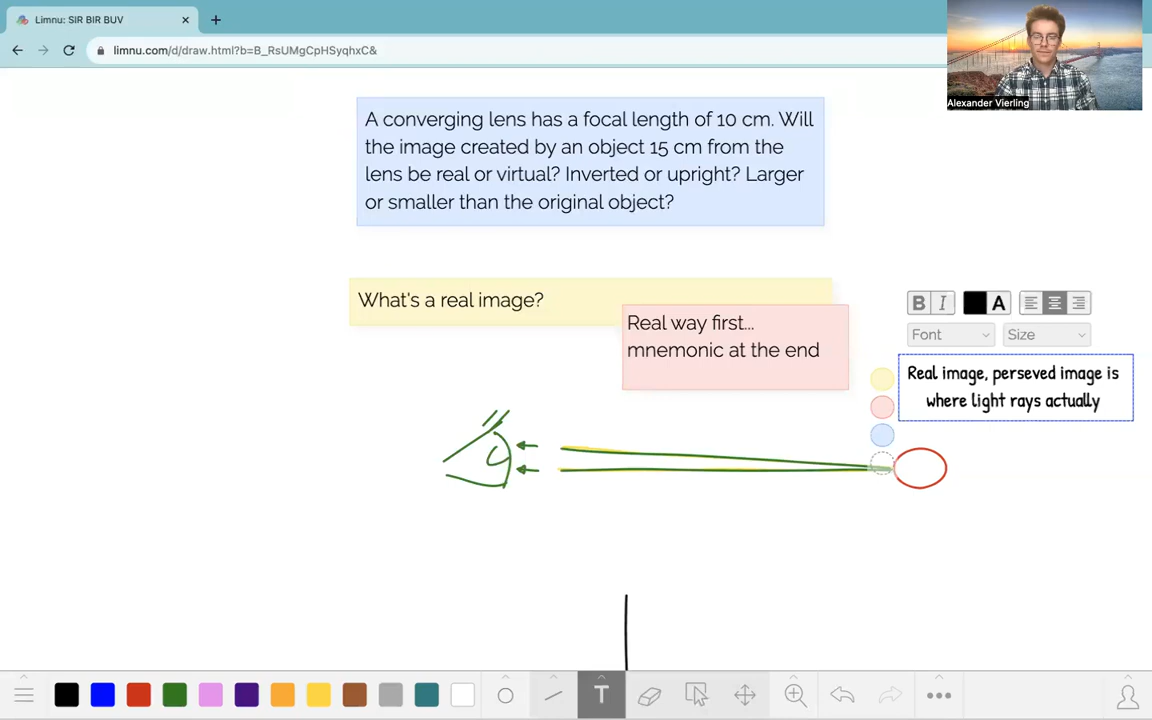 Limnu: SIR BIR BUV
limnu.com/d/draw.html?b=B_RsUMgCpHSyqhxC&
Alexander Vierling
A converging lens has a focal length of 10 cm. Will
the image created by an object 15 cm from the
lens be real or virtual? Inverted or upright? Larger
or smaller than the original object?
What's a real image?
Real way first...
mnemonic at the end
B I A
Font Size
Real image, perseved image is
where light rays actually
T